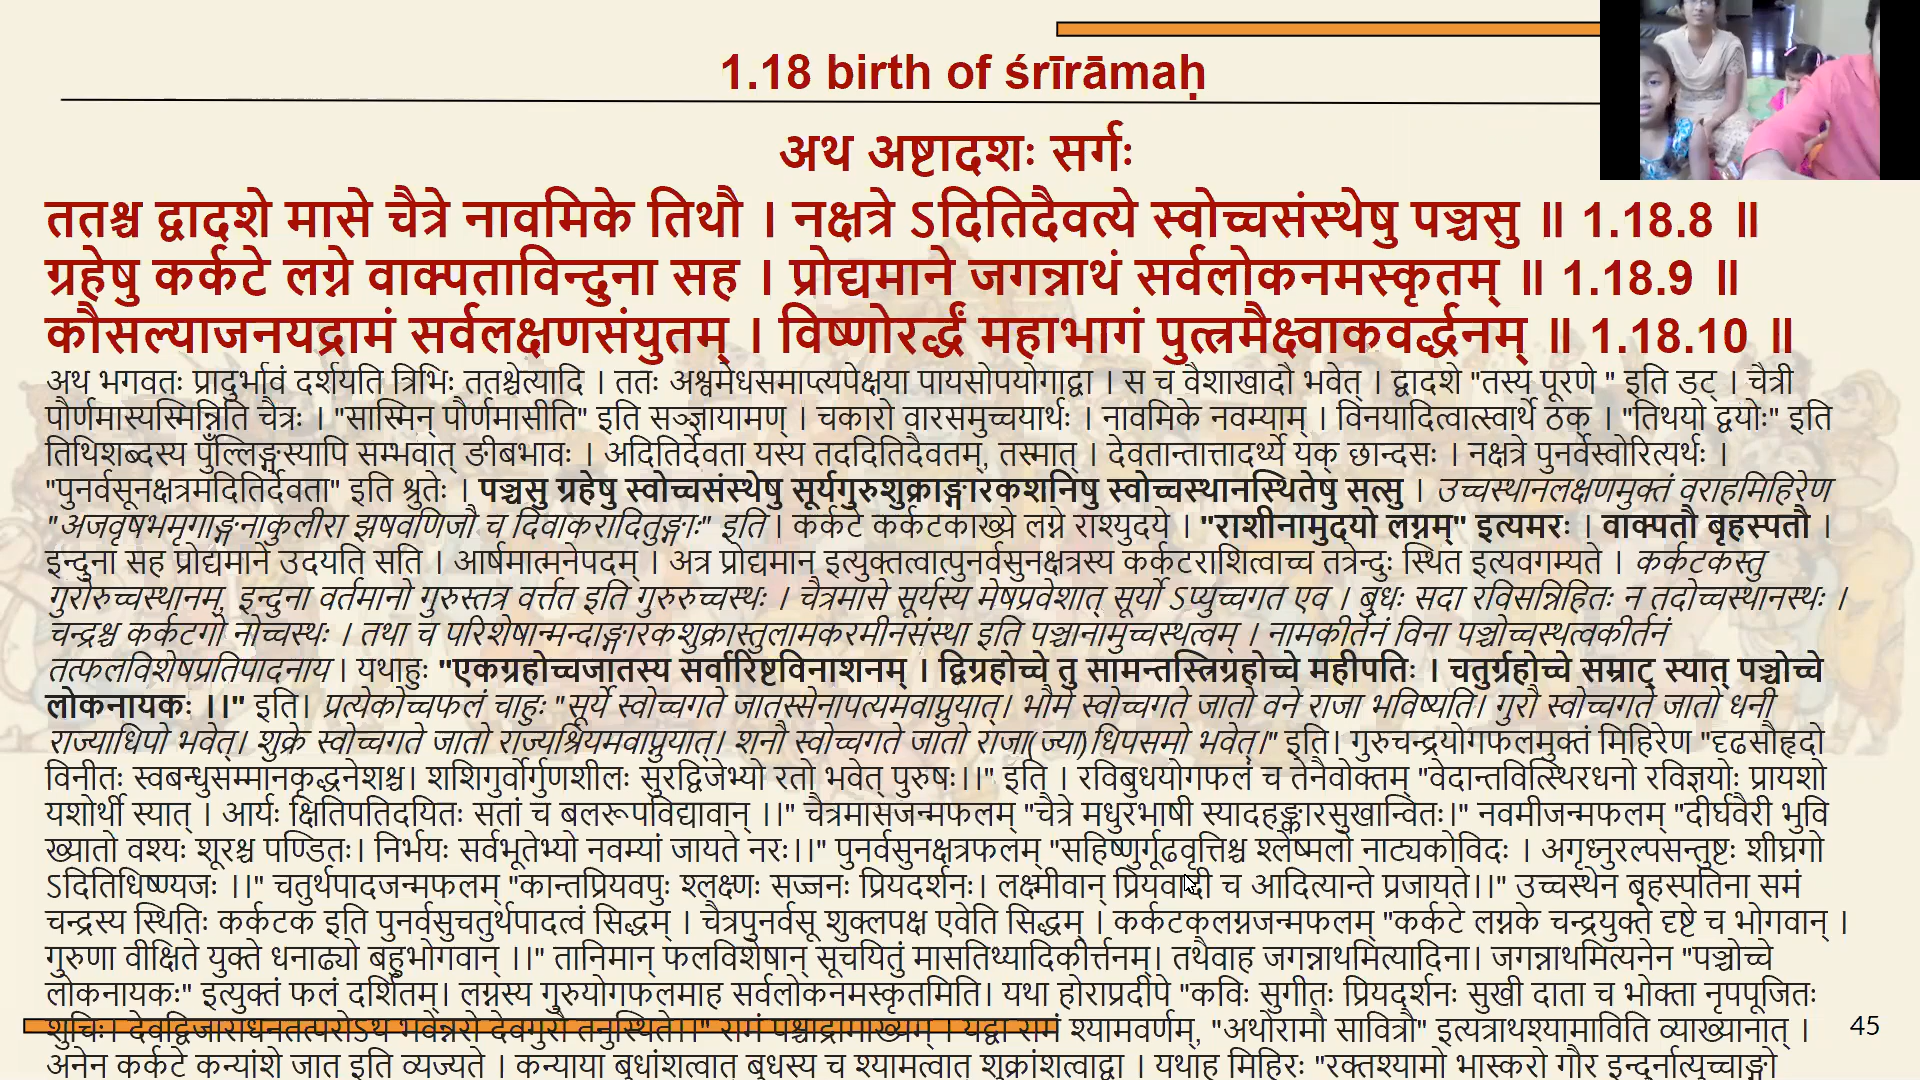 1.18 birth of śrīrāmaḥ
अथ अष्टादशः सर्गः
ततश्च द्वादशे मासे चैत्रे नावमिके तिथौ । नक्षत्रे ऽदितिदैवत्ये स्वोच्चसंस्थेषु पञ्चसु ॥ 1.18.8 ॥
ग्रहेषु कर्कटे लग्ने वाक्पताविन्दुना सह । प्रोद्यमाने जगन्नाथं सर्वलोकनमस्कृतम् ॥ 1.18.9 ॥
कौसल्याजनयद्रामं सर्वलक्षणसंयुतम् । विष्णोरर्द्धं महाभागं पुत्त्रमैक्ष्वाकवर्द्धनम् ॥ 1.18.10 ॥
अथ भगवतः प्रादुर्भावं दर्शयति त्रिभिः ततश्चेत्यादि । ततः अश्वमेधसमाप्त्यपेक्षया पायसोपयोगाद्वा । स च वैशाखादौ भवेत् । द्वादशे "तस्य पूरणे " इति डट् । चैत्री
पौर्णमास्यस्मिन्निति चैत्रः । "सास्मिन् पौर्णमासीति" इति सञ्ज्ञायामण् । चकारो वारसमुच्चयार्थः । नावमिके नवम्याम् । विनयादित्वात्स्वार्थे ठक् । "तिथयो द्वयोः" इति
तिथिशब्दस्य पुँल्लिङ्गस्यापि सम्भवात् ङीबभावः । अदितिर्देवता यस्य तददितिदैवतम्, तस्मात् । देवतान्तात्तादर्थ्ये यक् छान्दसः । नक्षत्रे पुनर्वस्वोरित्यर्थः ।
"पुनर्वसूनक्षत्रमदितिर्देवता" इति श्रुतेः । पञ्चसु ग्रहेषु स्वोच्चसंस्थेषु सूर्यगुरुशुक्राङ्गारकशनिषु स्वोच्चस्थानस्थितेषु सत्सु । उच्चस्थानलक्षणमुक्तं वराहमिहिरेण
"अजवृषभमृगाङ्गनाकुलीरा झषवणिजौ च दिवाकरादितुङ्गाः" इति । कर्कटे कर्कटकाख्ये लग्ने राश्युदये । "राशीनामुदयो लग्नम्" इत्यमरः । वाक्पतौ बृहस्पतौ ।
इन्दुना सह प्रोद्यमाने उदयति सति । आर्षमात्मनेपदम् । अत्र प्रोद्यमान इत्युक्तत्वात्पुनर्वसुनक्षत्रस्य कर्कटराशित्वाच्च तत्रेन्दुः स्थित इत्यवगम्यते । कर्कटकस्तु
गुरोरुच्चस्थानम्, इन्दुना वर्तमानो गुरुस्तत्र वर्त्तत इति गुरुरुच्चस्थः । चैत्रमासे सूर्यस्य मेषप्रवेशात् सूर्यो ऽप्युच्चगत एव । बुधः सदा रविसन्निहितः न तदोच्चस्थानस्थः ।
चन्द्रश्च कर्कटगो नोच्चस्थः । तथा च परिशेषान्मन्दाङ्गारकशुक्रास्तुलामकरमीनसंस्था इति पञ्चानामुच्चस्थत्वम् । नामकीर्तनं विना पञ्चोच्चस्थत्वकीर्तनं
तत्फलविशेषप्रतिपादनाय । यथाहुः "एकग्रहोच्चजातस्य सर्वारिष्टविनाशनम् । द्विग्रहोच्चे तु सामन्तस्त्रिग्रहोच्चे महीपतिः । चतुर्ग्रहोच्चे सम्राट् स्यात् पञ्चोच्चे
लोकनायकः ।।" इति। प्रत्येकोच्चफलं चाहुः "सूर्ये स्वोच्चगते जातस्सेनापत्यमवाप्नुयात्। भौमे स्वोच्चगते जातो वने राजा भविष्यति। गुरौ स्वोच्चगते जातो धनी
राज्याधिपो भवेत्। शुक्रे स्वोच्चगते जातो राज्यश्रियमवाप्नुयात्। शनौ स्वोच्चगते जातो राजा(ज्या)धिपसमो भवेत्।" इति। गुरुचन्द्रयोगफलमुक्तं मिहिरेण "दृढसौहृदो
विनीतः स्वबन्धुसम्मानकृद्धनेशश्च। शशिगुर्वोर्गुणशीलः सुरद्विजेभ्यो रतो भवेत् पुरुषः।।" इति । रविबुधयोगफलं च तेनैवोक्तम् "वेदान्तवित्स्थिरधनो रविज्ञयोः प्रायशो
यशोर्थी स्यात् । आर्यः क्षितिपतिदयितः सतां च बलरूपविद्यावान् ।।" चैत्रमासजन्मफलम् "चैत्रे मधुरभाषी स्यादहङ्कारसुखान्वितः।" नवमीजन्मफलम् "दीर्घवैरी भुवि
ख्यातो वश्यः शूरश्च पण्डितः। निर्भयः सर्वभूतेभ्यो नवम्यां जायते नरः।।" पुनर्वसुनक्षत्रफलम् "सहिष्णुर्गूढवृत्तिश्च श्लेष्मलो नाट्यकोविदः । अगृध्नुरल्पसन्तुष्टः शीघ्रगो
ऽदितिधिष्ण्यजः ।।" चतुर्थपादजन्मफलम् "कान्तप्रियवपुः श्लक्ष्णः सज्जनः प्रियदर्शनः। लक्ष्मीवान् प्रियवादी च आदित्यान्ते प्रजायते।।" उच्चस्थेन बृहस्पतिना समं
चन्द्रस्य स्थितिः कर्कटक इति पुनर्वसुचतुर्थपादत्वं सिद्धम् । चैत्रपुनर्वसू शुक्लपक्ष एवेति सिद्धम् । कर्कटकलग्नजन्मफलम् "कर्कटे लग्नके चन्द्रयुक्ते दृष्टे च भोगवान् ।
गुरुणा वीक्षिते युक्ते धनाढ्यो बहुभोगवान् ।।" तानिमान् फलविशेषान् सूचयितुं मासतिथ्यादिकीर्त्तनम्। तथैवाह जगन्नाथमित्यादिना। जगन्नाथमित्यनेन "पञ्चोच्चे
लोकनायकः" इत्युक्तं फलं दर्शितम्। लग्नस्य गुरुयोगफलमाह सर्वलोकनमस्कृतमिति। यथा होराप्रदीपे "कविः सुगीतः प्रियदर्शनः सुखी दाता च भोक्ता नृपपूजितः
शुचिः। देवद्विजाराधनतत्परोऽथ भवेन्नरो देवगुरौ तनुस्थिते।।" रामं पश्चाद्रामाख्यम् । यद्वा रामं श्यामवर्णम्, "अथोरामौ सावित्रौ" इत्यत्राथश्यामाविति व्याख्यानात् ।
45
अनेन कर्कटे कन्यांशे जात इति व्यज्यते । कन्याया बुधांशत्वात् बुधस्य च श्यामत्वात् शुक्रांशत्वाद्वा । यथाह मिहिरः "रक्तश्यामो भास्करो गौर इन्दुर्नात्युच्चाङ्गो